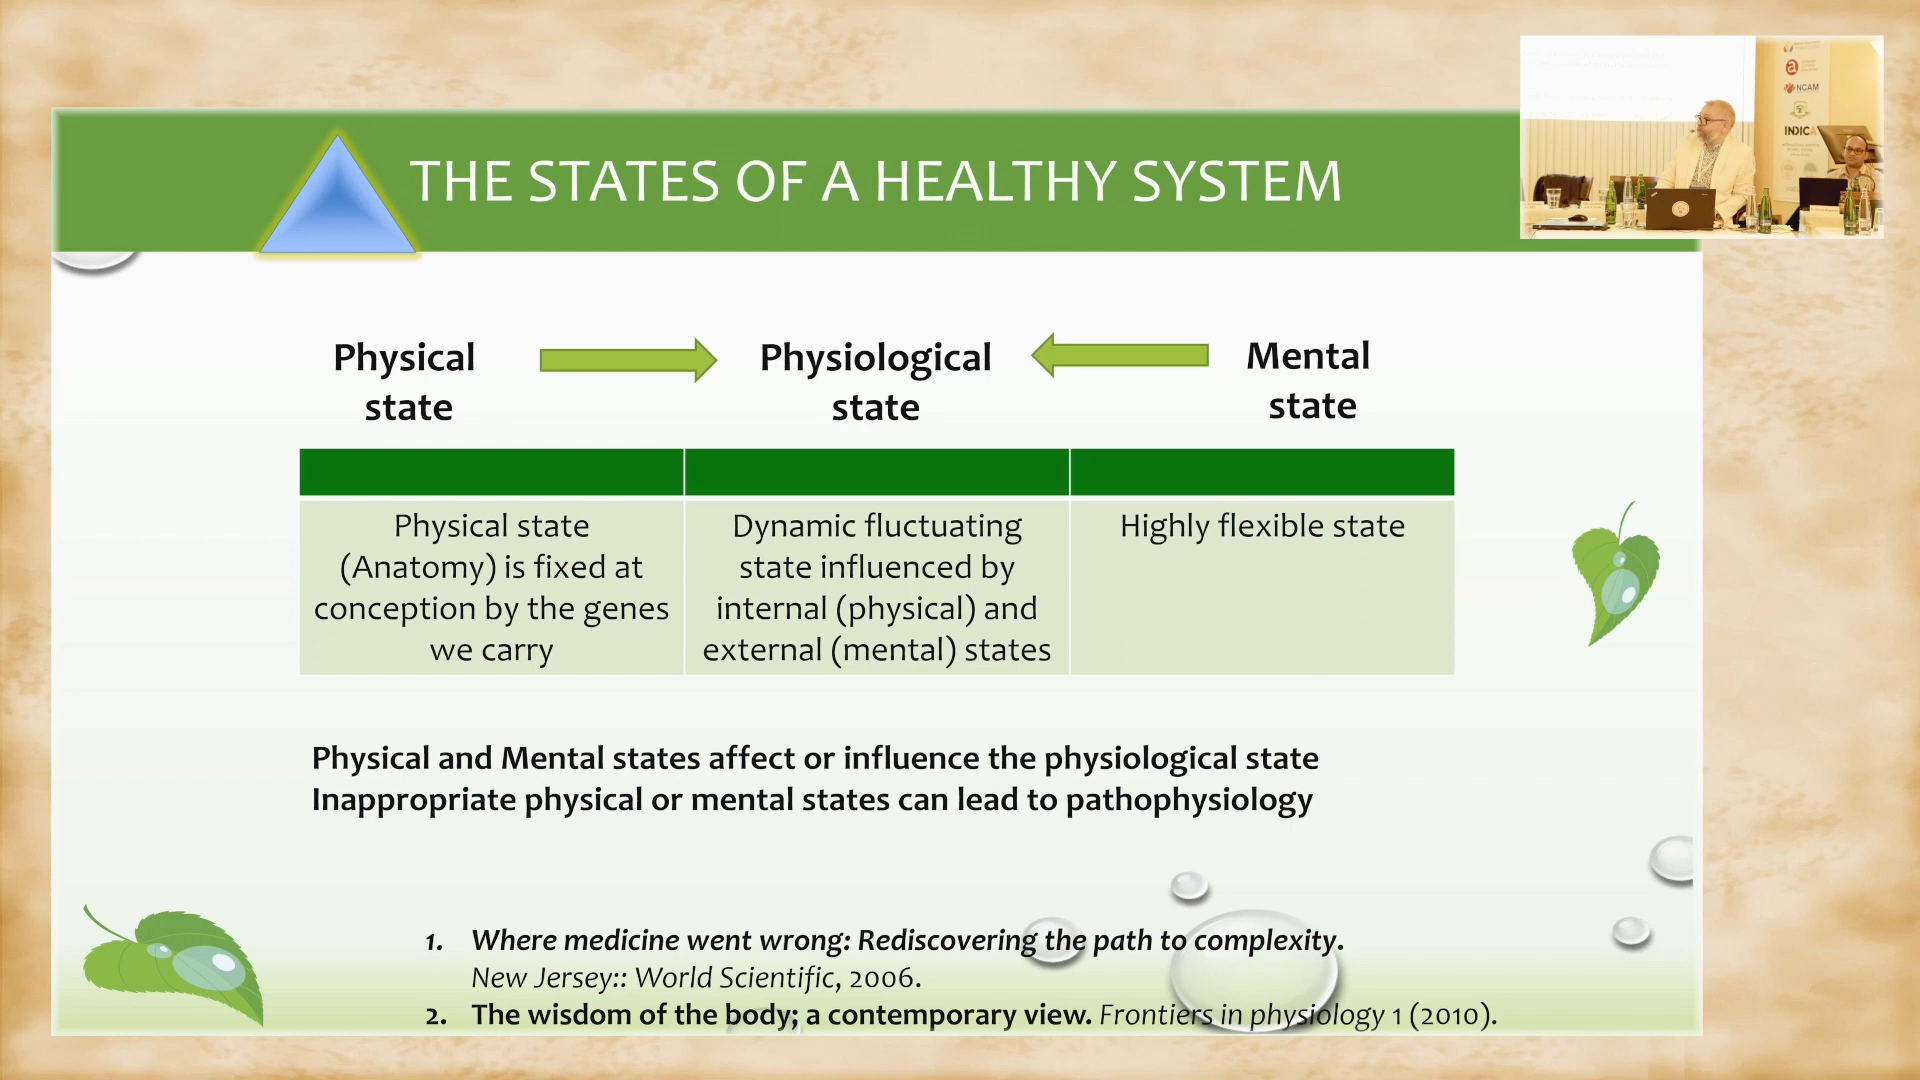 THE STATES OF A HEALTHY SYSTEM
NCAM
INDICA
Physical
state
Physiological
state
Mental
state
Physical state
(Anatomy) is fixed at
conception by the genes
we carry
Dynamic fluctuating
state influenced by
internal (physical) and
external (mental) states
Highly flexible state
Physical and Mental states affect or influence the physiological state
Inappropriate physical or mental states can lead to pathophysiology
1. Where medicine went wrong: Rediscovering the path to complexity.
New Jersey:: World Scientific, 2006.
2. The wisdom of the body; a contemporary view. Frontiers in physiology 1 (2010).